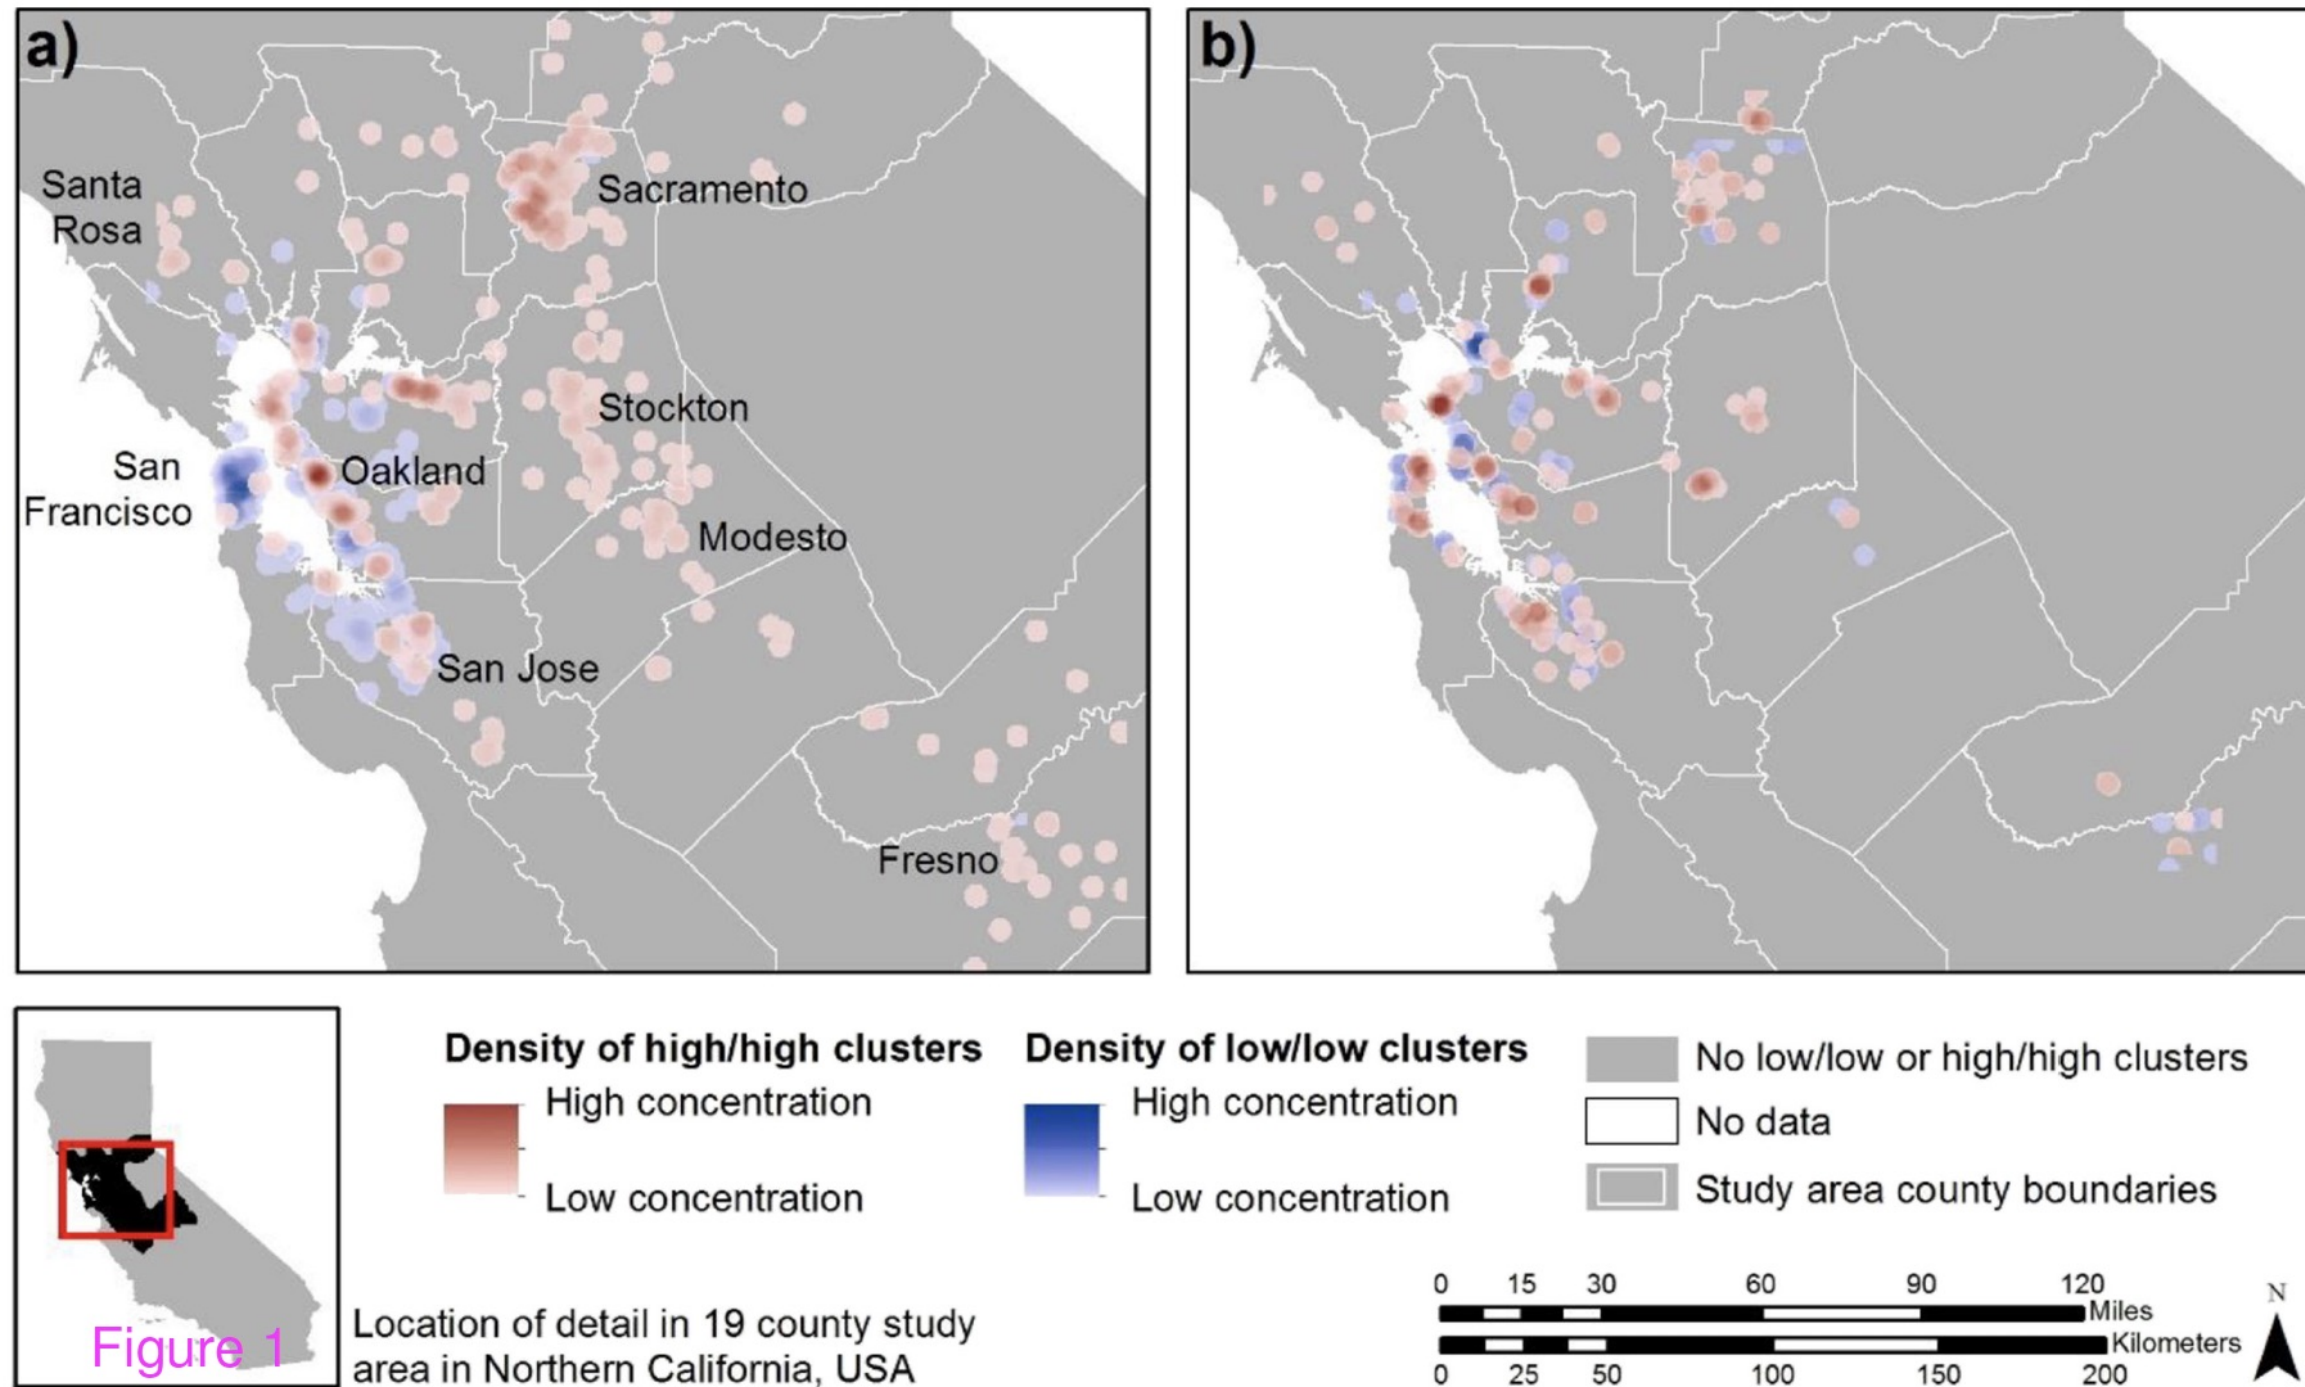 a)
Santa
Rosa
Sacramento
Stockton
San
Francisco
Oakland
Modesto
San Jose
Fresno
b)
Density of high/high clusters
High concentration
Low concentration
Density of low/low clusters
High concentration
Low concentration
No low/low or high/high clusters
No data
Study area county boundaries
Figure 1
Location of detail in 19 county study
area in Northern California, USA
0 15 30 60 90 120
Miles
Kilometers
0 25 50 100 150 200
N